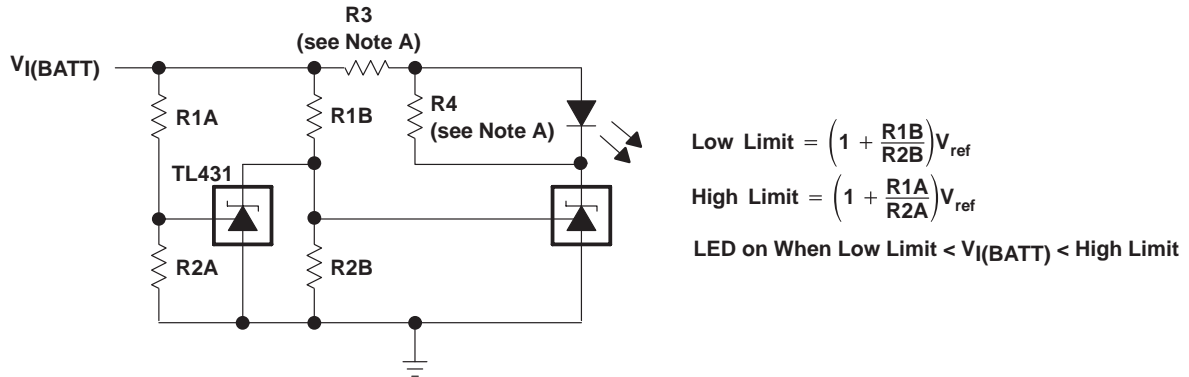 R3
(see Note A)
VI(BATT)
R1A
R1B
R4
(see Note A)
TL431
R2A
R2B
Low Limit = (1 + R1B/R2B)Vref
High Limit = (1 + R1A/R2A)Vref
LED on When Low Limit < VI(BATT) < High Limit